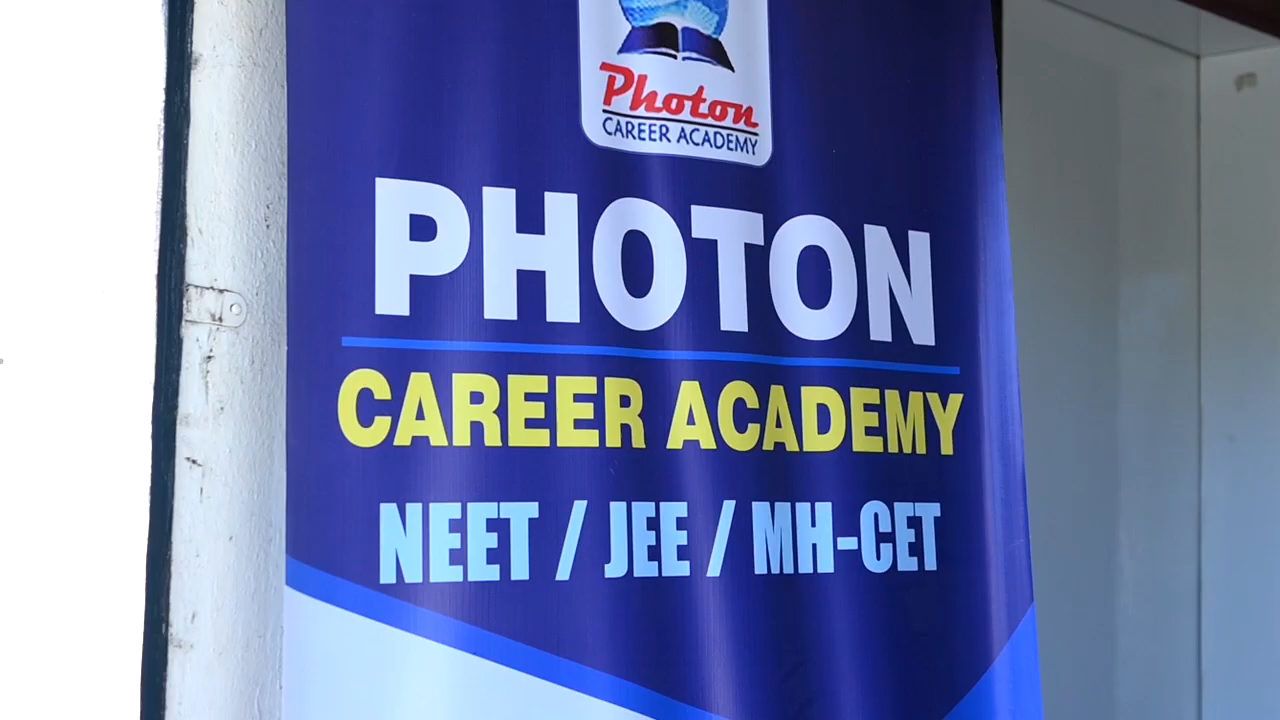 Photon
CAREER ACADEMY
PHOTON
CAREER ACADEMY
NEET / JEE / MH-CET